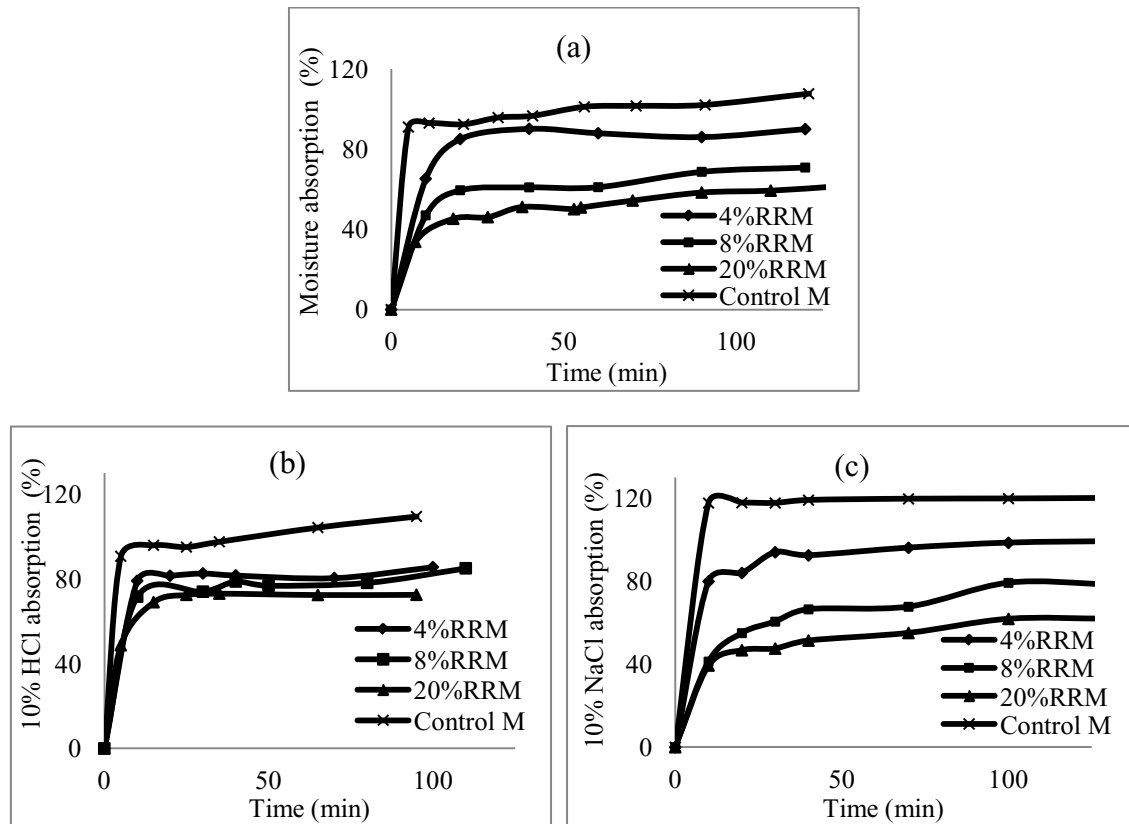 (a)
Moisture absorption (%)
120
80
40
0
0 50 100
Time (min)
4%RRM
8%RRM
20%RRM
Control M
(b)
10% HCl absorption (%)
120
80
40
0
0 50 100
Time (min)
4%RRM
8%RRM
20%RRM
Control M
(c)
10% NaCl absorption (%)
120
80
40
0
0 50 100
Time (min)
4%RRM
8%RRM
20%RRM
Control M